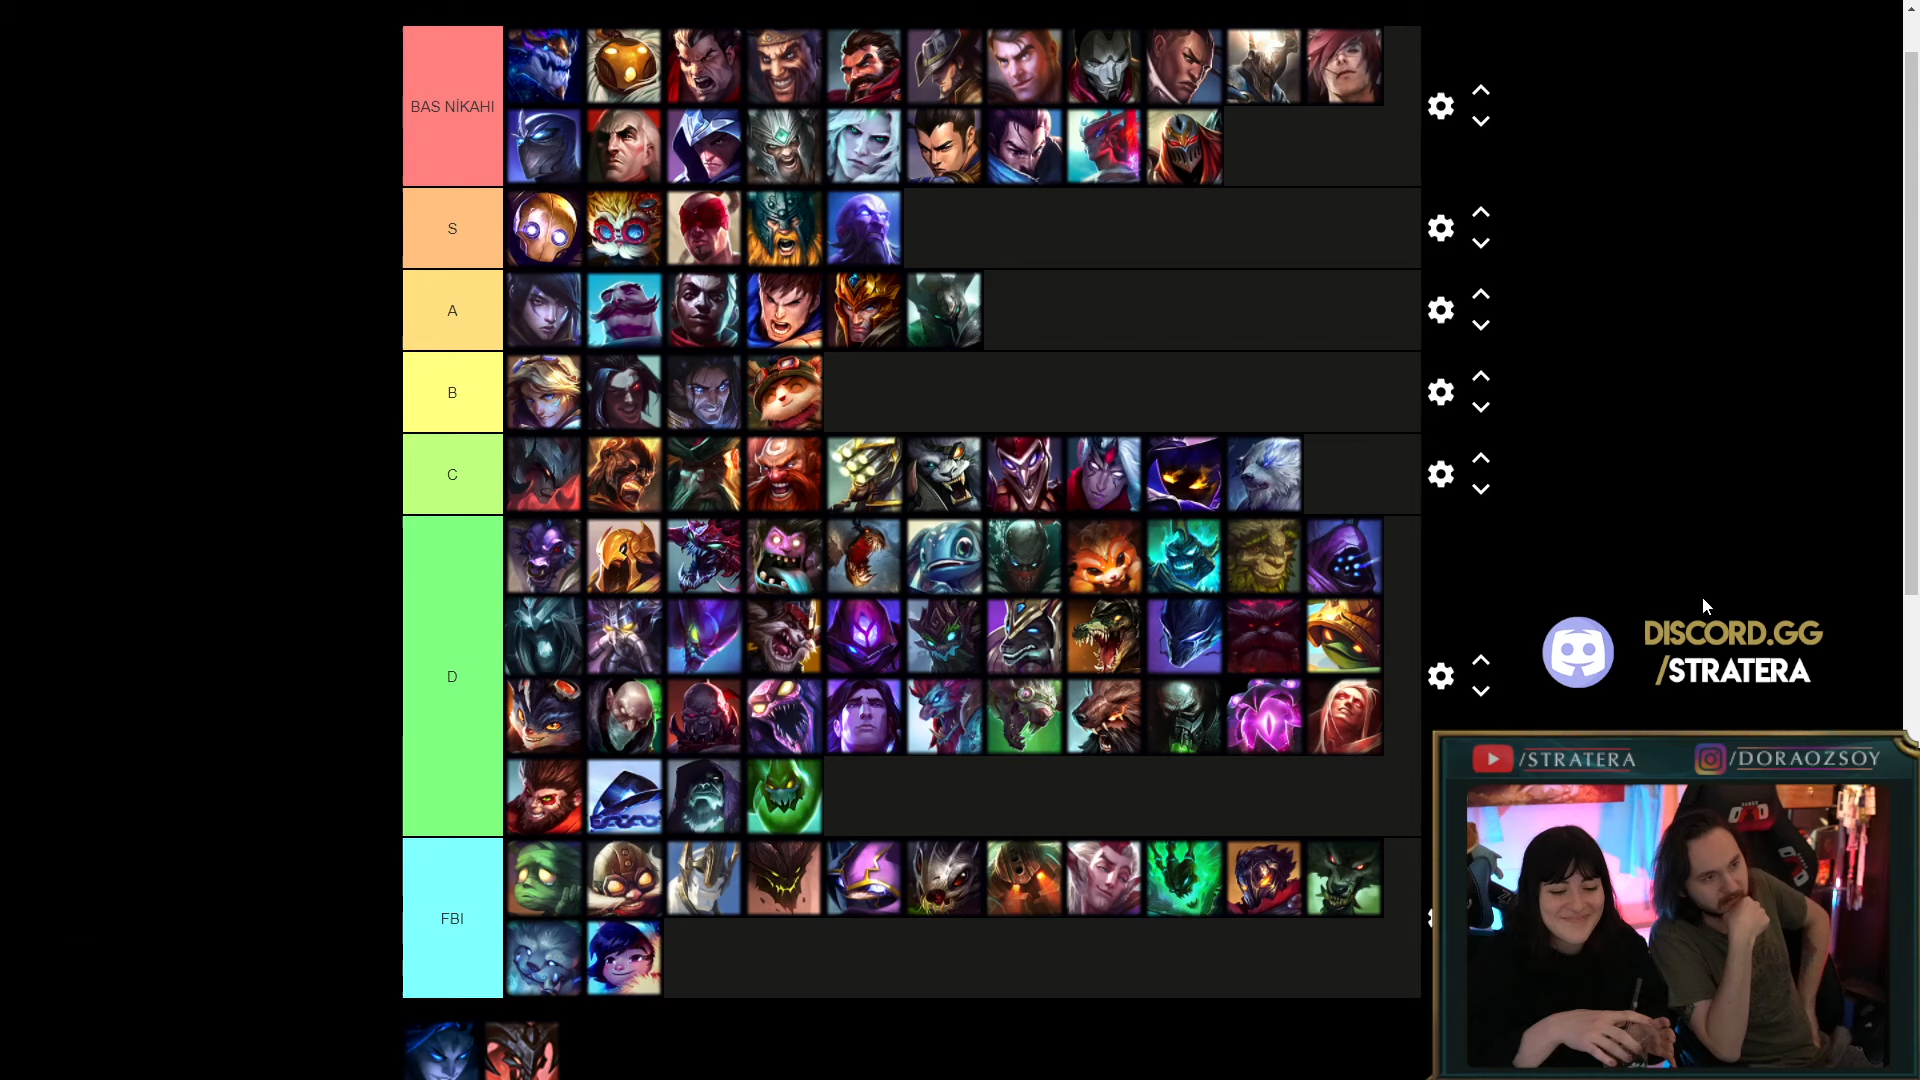 BAS NİKAHI
S
A
B
C
D
FBI
DISCORD.GG
/STRATERA
/STRATERA
/DORAOZSOY